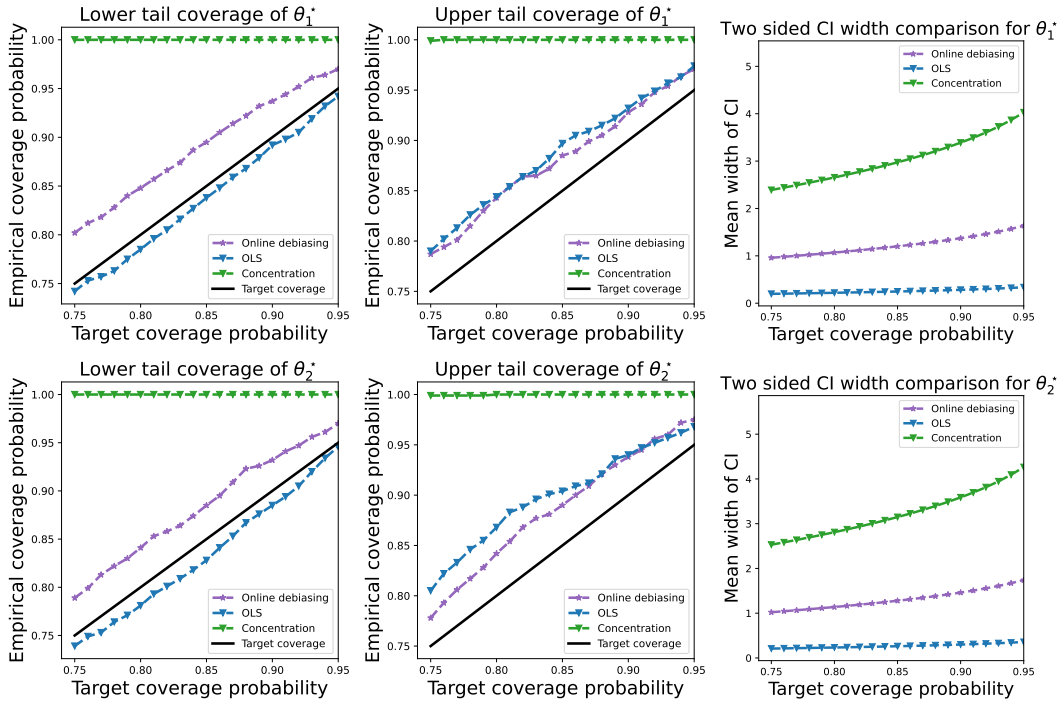 Lower tail coverage of θ₁*
Empirical coverage probability
1.00
0.95
0.90
0.85
0.80
0.75
Online debiasing
OLS
Concentration
Target coverage
0.75
0.80
0.85
0.90
0.95
Target coverage probability
Upper tail coverage of θ₁*
Empirical coverage probability
1.00
0.95
0.90
0.85
0.80
0.75
Online debiasing
OLS
Concentration
Target coverage
0.75
0.80
0.85
0.90
0.95
Target coverage probability
Two sided CI width comparison for θ₁*
Mean width of CI
5
4
3
2
1
0
Online debiasing
OLS
Concentration
0.75
0.80
0.85
0.90
0.95
Target coverage probability
Lower tail coverage of θ₂*
Empirical coverage probability
1.00
0.95
0.90
0.85
0.80
0.75
Online debiasing
OLS
Concentration
Target coverage
0.75
0.80
0.85
0.90
0.95
Target coverage probability
Upper tail coverage of θ₂*
Empirical coverage probability
1.00
0.95
0.90
0.85
0.80
0.75
Online debiasing
OLS
Concentration
Target coverage
0.75
0.80
0.85
0.90
0.95
Target coverage probability
Two sided CI width comparison for θ₂*
Mean width of CI
5
4
3
2
1
0
Online debiasing
OLS
Concentration
0.75
0.80
0.85
0.90
0.95
Target coverage probability